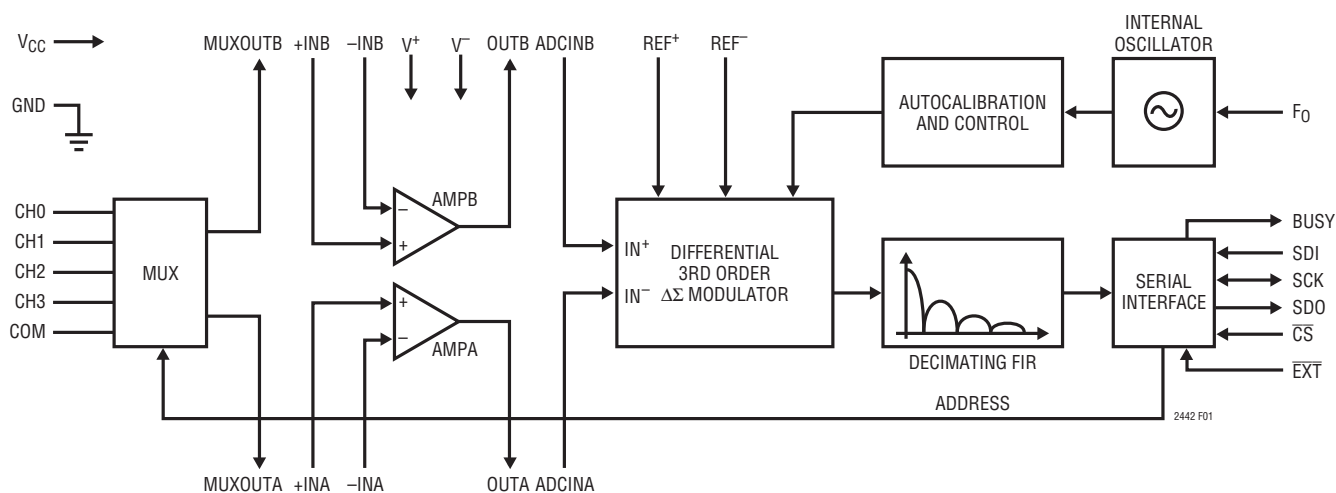 INTERNAL
OSCILLATOR
V_CC
MUXOUTB +INB –INB V⁺ V⁻ OUTB ADCINB REF⁺ REF⁻
GND
AUTOCALIBRATION
AND CONTROL
F_O
CH0
CH1
CH2
CH3
COM
MUX
AMPB
–
+
+
–
AMPA
IN⁺
IN⁻
DIFFERENTIAL
3RD ORDER
ΔΣ MODULATOR
DECIMATING FIR
SERIAL
INTERFACE
BUSY
SDI
SCK
SDO
C̅S̅
E̅X̅T̅
ADDRESS
2442 F01
MUXOUTA +INA –INA OUTA ADCINA